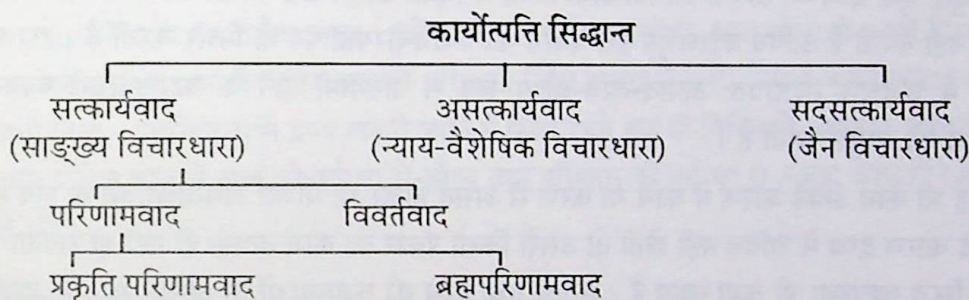 कार्योत्पत्ति सिद्धान्त
सत्कार्यवाद असत्कार्यवाद सदसत्कार्यवाद
(साङ्ख्य विचारधारा) (न्याय-वैशेषिक विचारधारा) (जैन विचारधारा)
परिणामवाद विवर्तवाद
प्रकृति परिणामवाद ब्रह्मपरिणामवाद